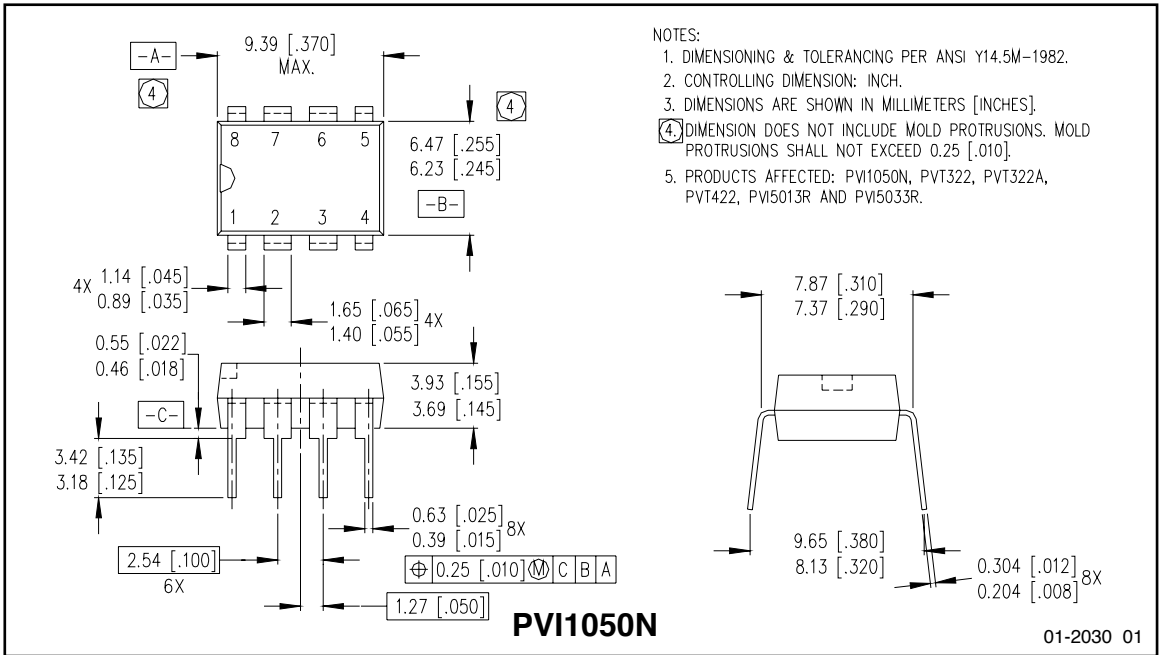 -A-
9.39 [.370]
MAX.
4
4
8 7 6 5
6.47 [.255]
6.23 [.245]
-B-
1 2 3 4
4X 1.14 [.045]
0.89 [.035]
1.65 [.065] 4X
1.40 [.055]
0.55 [.022]
0.46 [.018]
-C-
3.93 [.155]
3.69 [.145]
3.42 [.135]
3.18 [.125]
0.63 [.025] 8X
0.39 [.015]
2.54 [.100]
6X
⌖ 0.25 [.010] Ⓜ C B A
1.27 [.050]
NOTES:
1. DIMENSIONING & TOLERANCING PER ANSI Y14.5M-1982.
2. CONTROLLING DIMENSION: INCH.
3. DIMENSIONS ARE SHOWN IN MILLIMETERS [INCHES].
4. DIMENSION DOES NOT INCLUDE MOLD PROTRUSIONS. MOLD
PROTRUSIONS SHALL NOT EXCEED 0.25 [.010].
5. PRODUCTS AFFECTED: PVI1050N, PVT322, PVT322A,
PVT422, PVI5013R AND PVI5033R.
7.87 [.310]
7.37 [.290]
9.65 [.380]
8.13 [.320]
0.304 [.012] 8X
0.204 [.008]
PVI1050N
01-2030 01